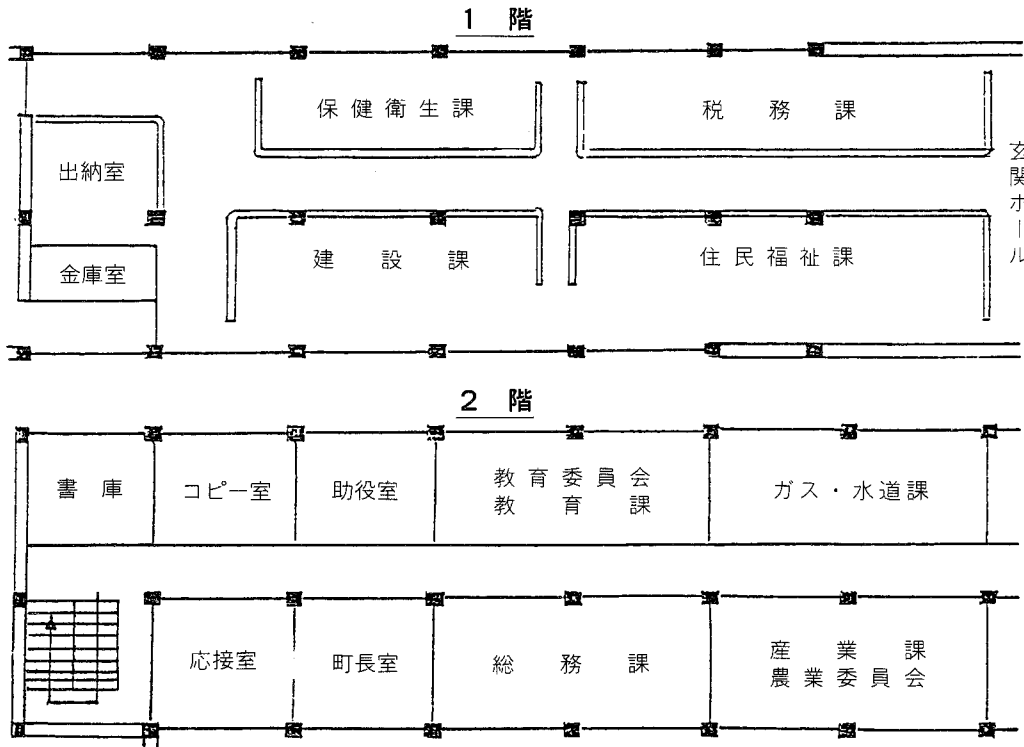 1 階
保健衛生課
税務課
出納室
玄関ホール
建設課
住民福祉課
金庫室
2 階
書庫
コピー室
助役室
教育委員会
教育課
ガス・水道課
応接室
町長室
総務課
産業課
農業委員会